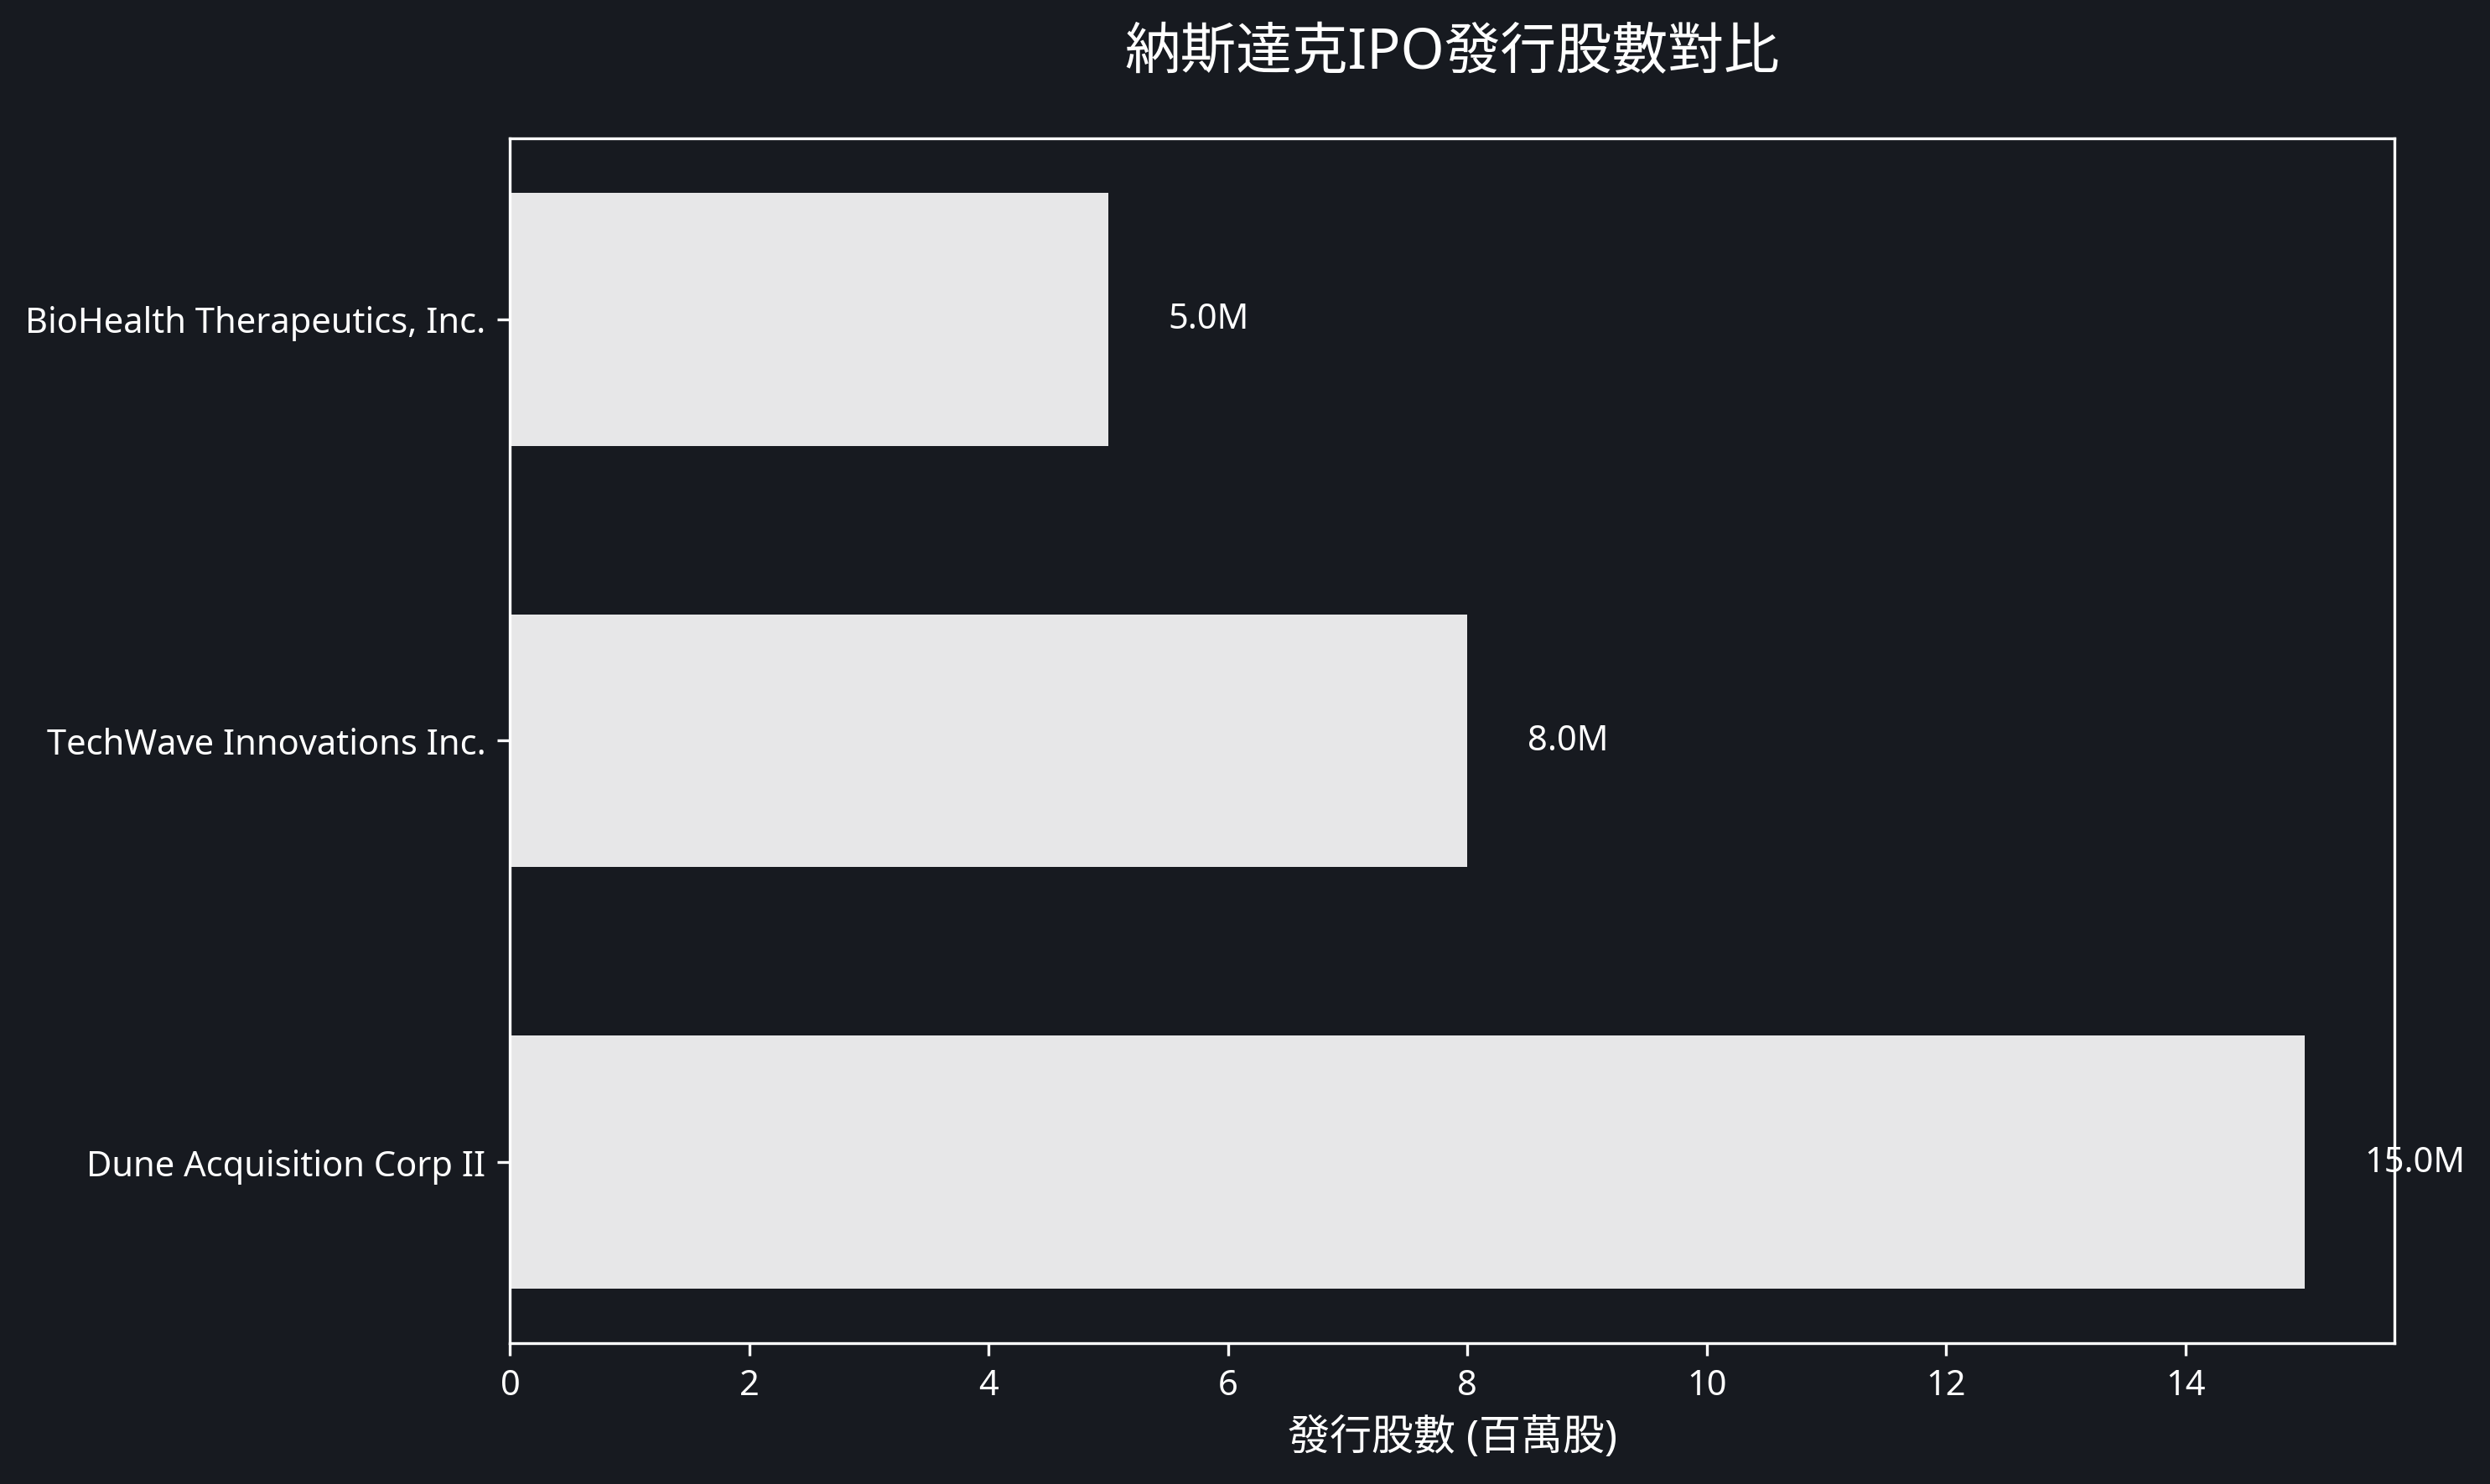 納斯達克IPO發行股數對比
BioHealth Therapeutics, Inc.
5.0M
TechWave Innovations Inc.
8.0M
Dune Acquisition Corp II
15.0M
0 2 4 6 8 10 12 14
發行股數 (百萬股)